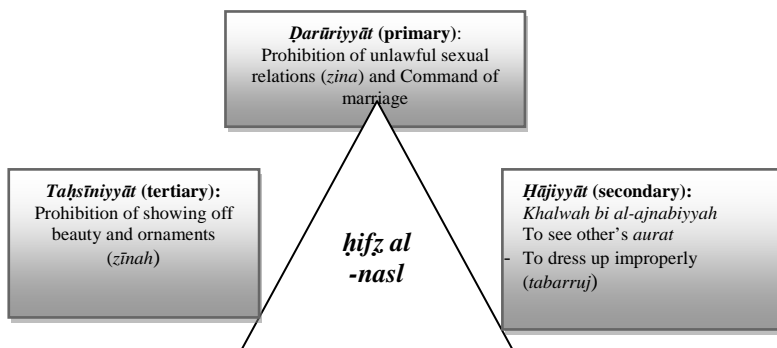 Ḍarūriyyāt (primary):
Prohibition of unlawful sexual
relations (zina) and Command of
marriage
Taḥsīniyyāt (tertiary):
Prohibition of showing off
beauty and ornaments
(zīnah)
ḥifẓ al
-nasl
Ḥājiyyāt (secondary):
Khalwah bi al-ajnabiyyah
To see other's aurat
- To dress up improperly
(tabarruj)